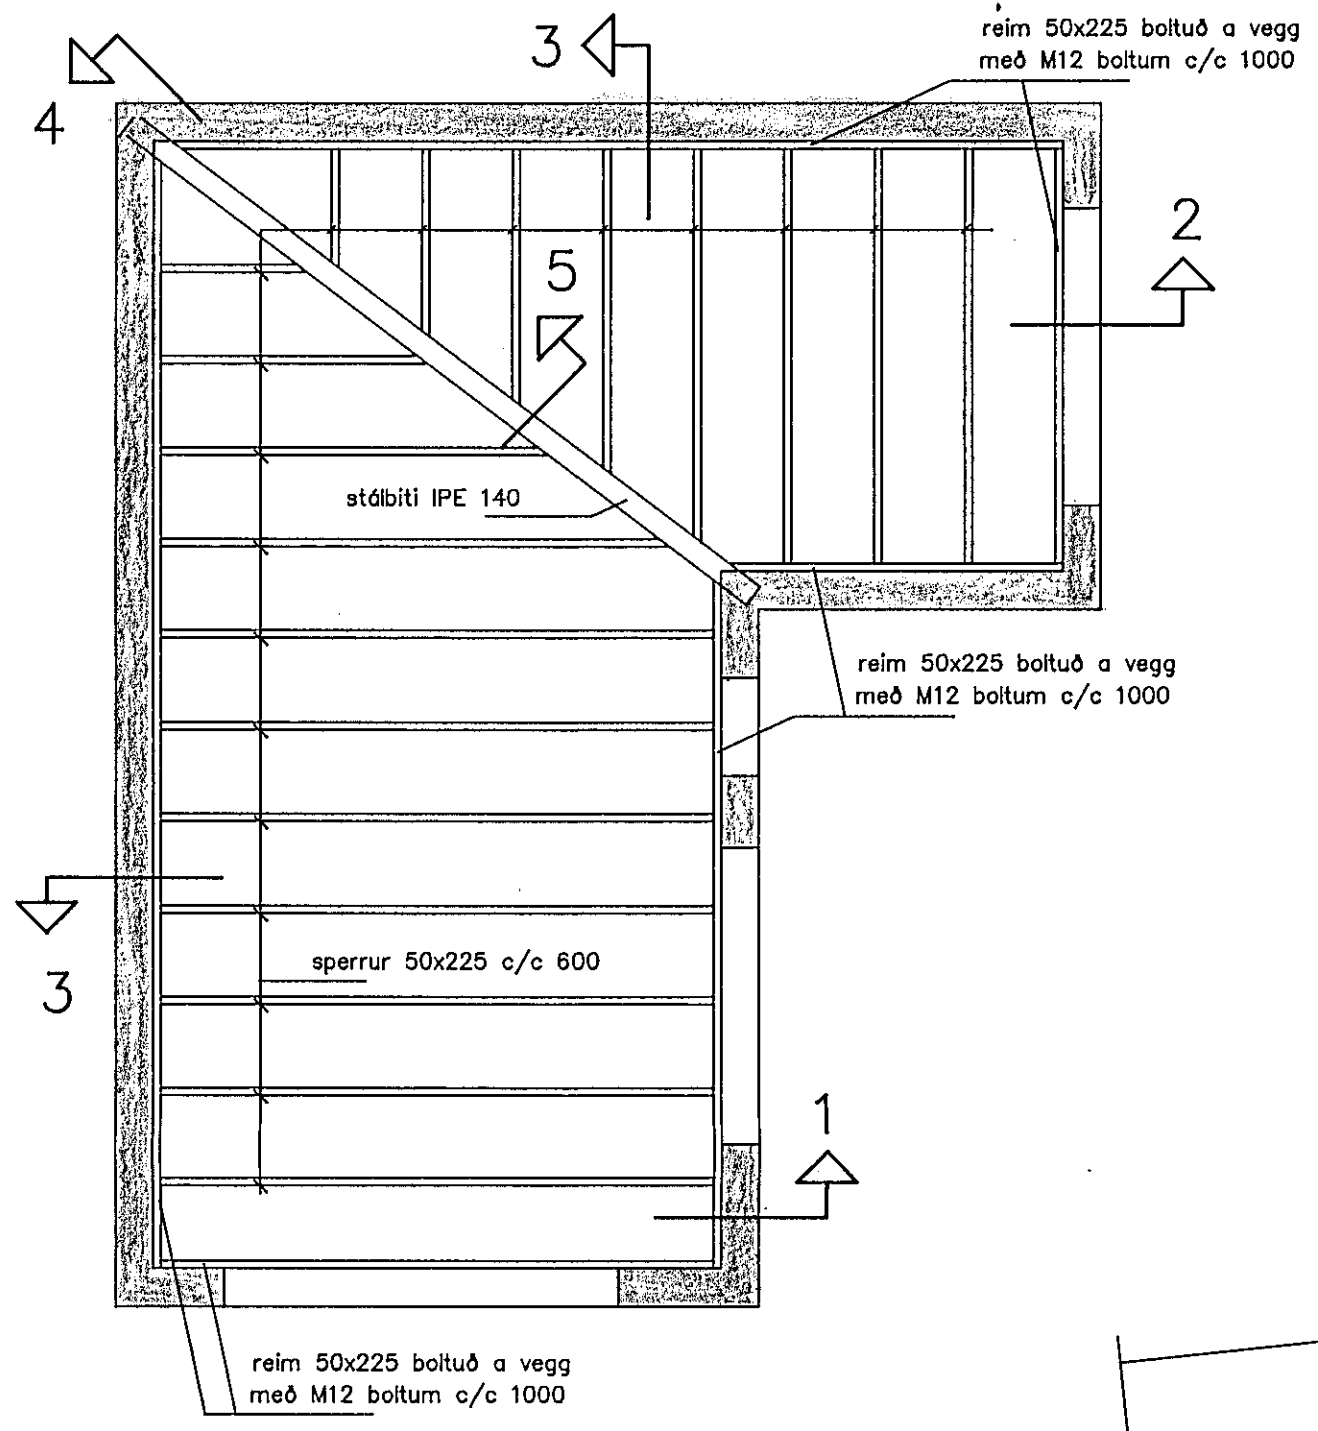 reim 50x225 boltuð a vegg
með M12 boltum c/c 1000
3
4
2
5
stálbiti IPE 140
reim 50x225 boltuð a vegg
með M12 boltum c/c 1000
sperrur 50x225 c/c 600
3
1
reim 50x225 boltuð a vegg
með M12 boltum c/c 1000